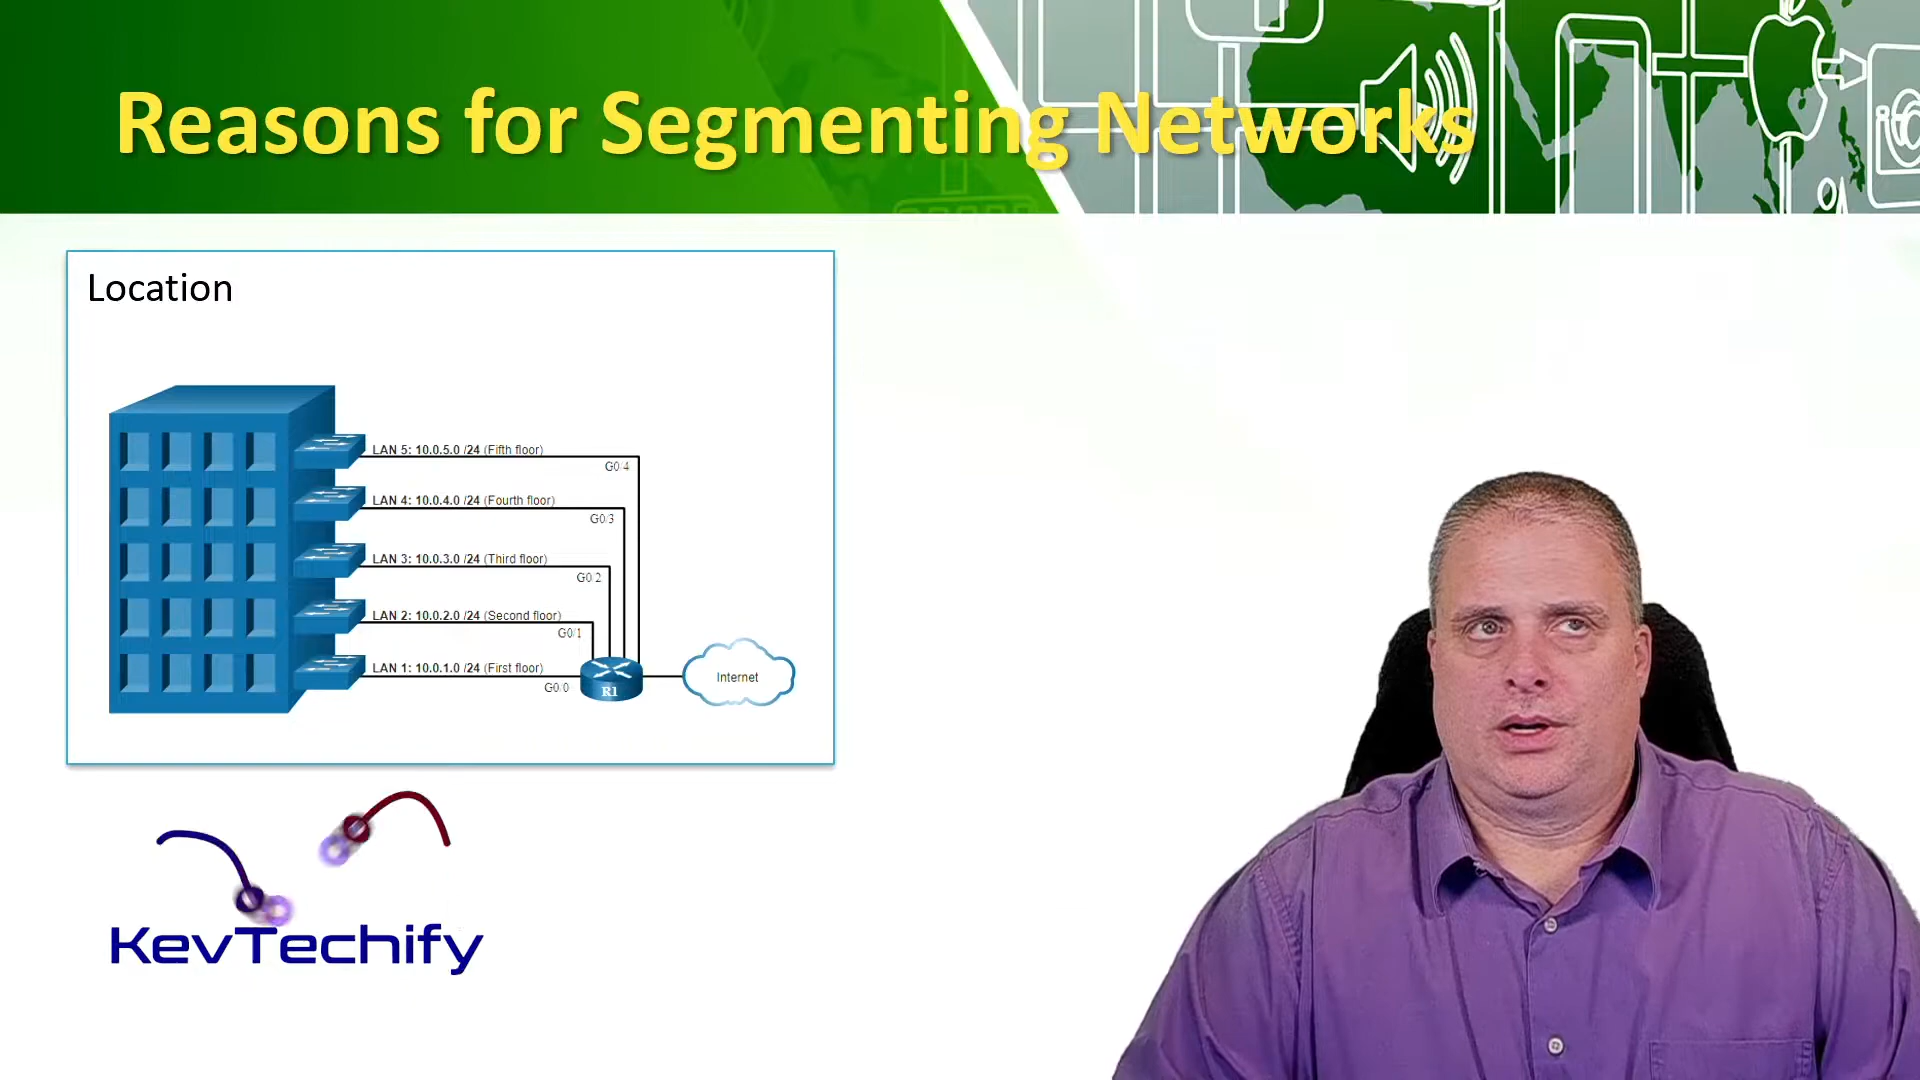 Reasons for Segmenting Networks
Location
LAN 5: 10.0.5.0 /24 (Fifth floor)
G0/4
LAN 4: 10.0.4.0 /24 (Fourth floor)
G0/3
LAN 3: 10.0.3.0 /24 (Third floor)
G0/2
LAN 2: 10.0.2.0 /24 (Second floor)
G0/1
LAN 1: 10.0.1.0 /24 (First floor)
G0/0
R1
Internet
KevTechify